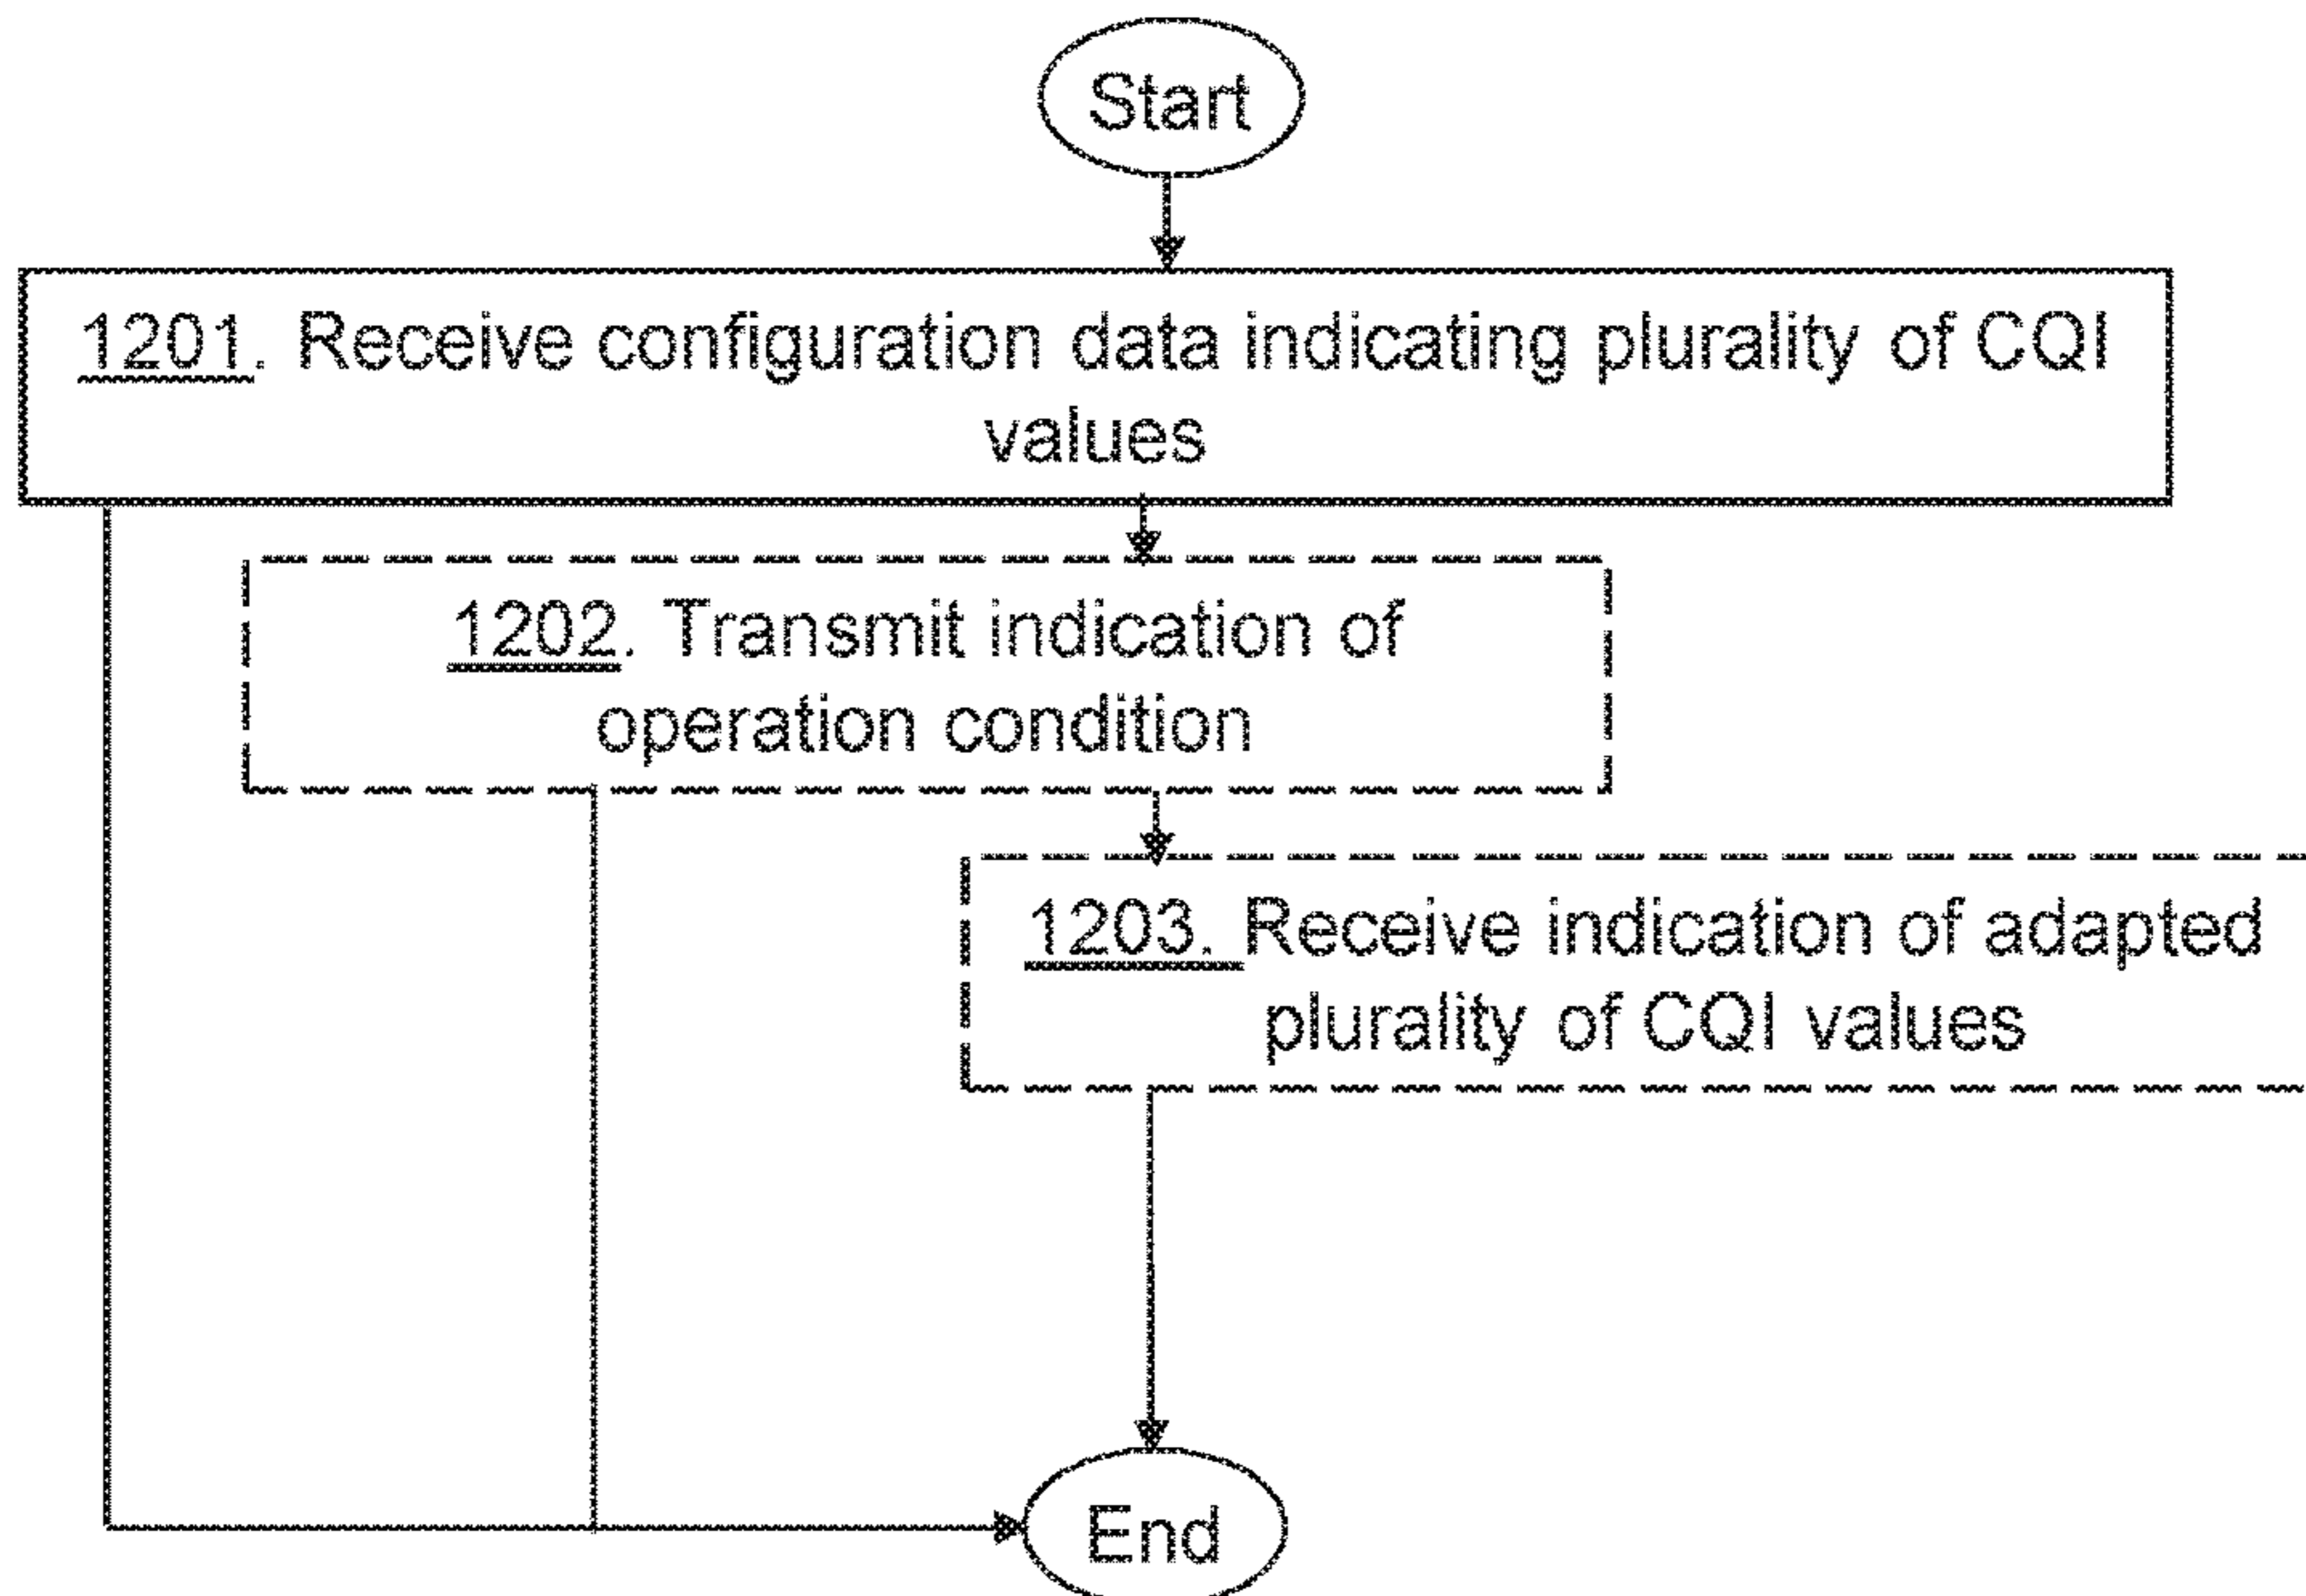 Start
1201. Receive configuration data indicating plurality of CQI
values
1202. Transmit indication of
operation condition
1203. Receive indication of adapted
plurality of CQI values
End